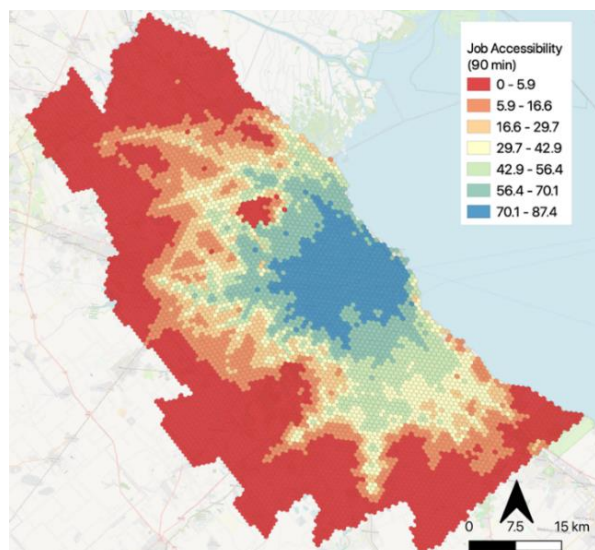 Job Accessibility
(90 min)
0 - 5.9
5.9 - 16.6
16.6 - 29.7
29.7 - 42.9
42.9 - 56.4
56.4 - 70.1
70.1 - 87.4
0 7.5 15 km